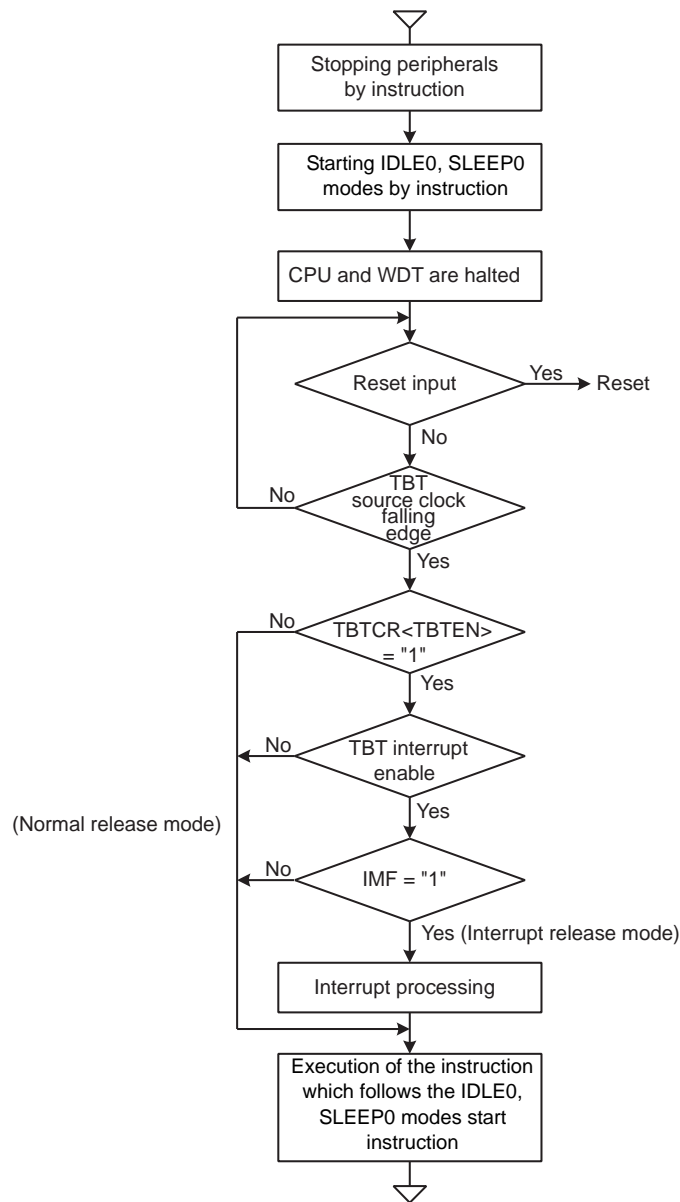 Stopping peripherals
by instruction
Starting IDLE0, SLEEP0
modes by instruction
CPU and WDT are halted
Reset input
Yes
Reset
No
No
TBT
source clock
falling
edge
Yes
No
TBTCR<TBTEN>
= "1"
Yes
No
TBT interrupt
enable
Yes
(Normal release mode)
No
IMF = "1"
Yes (Interrupt release mode)
Interrupt processing
Execution of the instruction
which follows the IDLE0,
SLEEP0 modes start
instruction